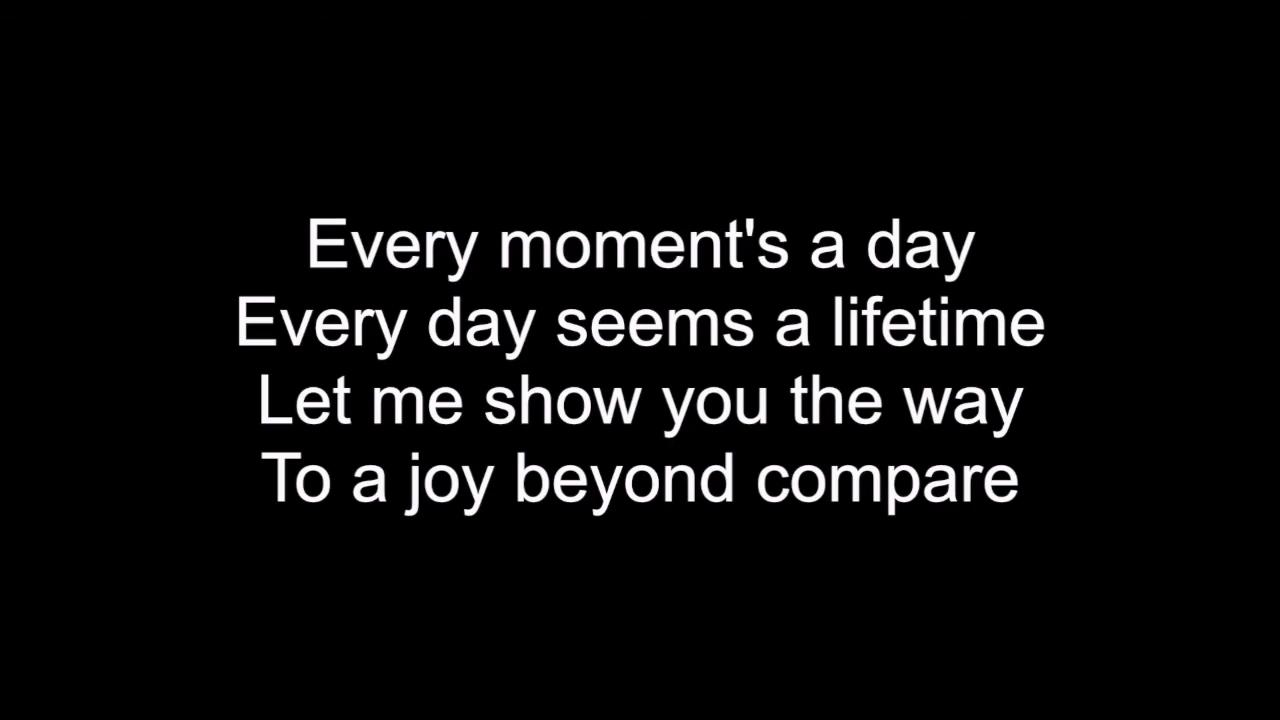 Every moment's a day
Every day seems a lifetime
Let me show you the way
To a joy beyond compare